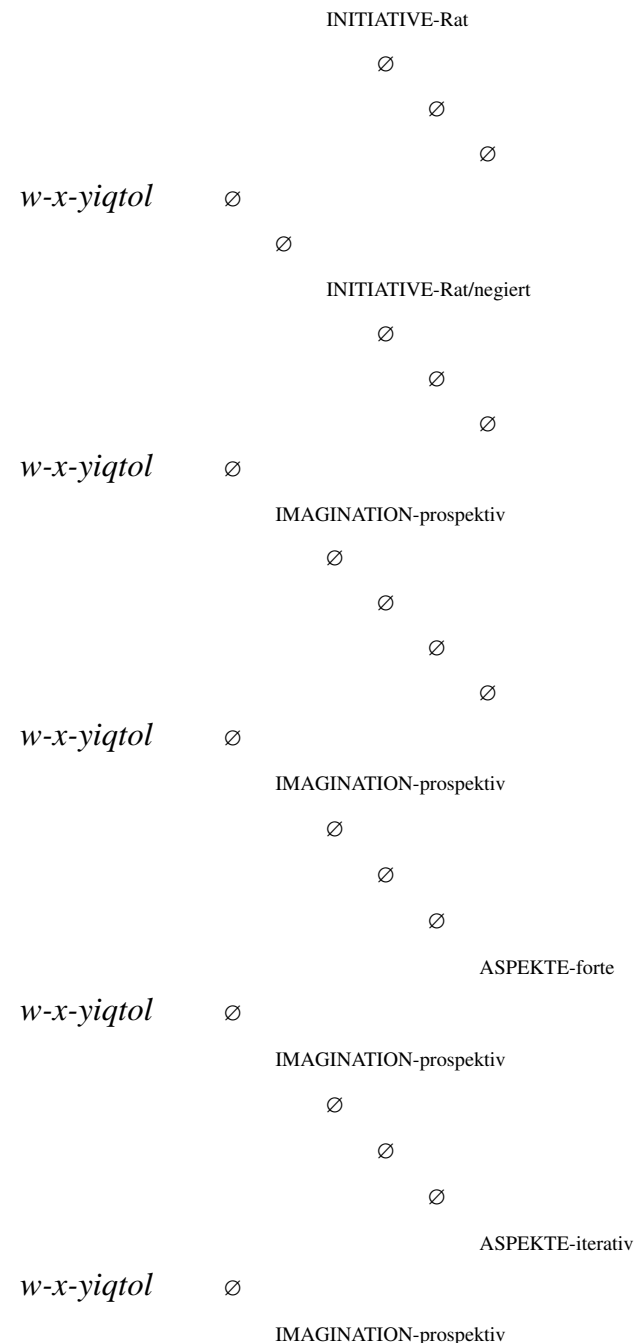 INITIATIVE-Rat
∅
∅
∅
w-x-yiqtol ∅
∅
INITIATIVE-Rat/negiert
∅
∅
∅
w-x-yiqtol ∅
IMAGINATION-prospektiv
∅
∅
∅
∅
w-x-yiqtol ∅
IMAGINATION-prospektiv
∅
∅
∅
ASPEKTE-forte
w-x-yiqtol ∅
IMAGINATION-prospektiv
∅
∅
∅
ASPEKTE-iterativ
w-x-yiqtol ∅
IMAGINATION-prospektiv